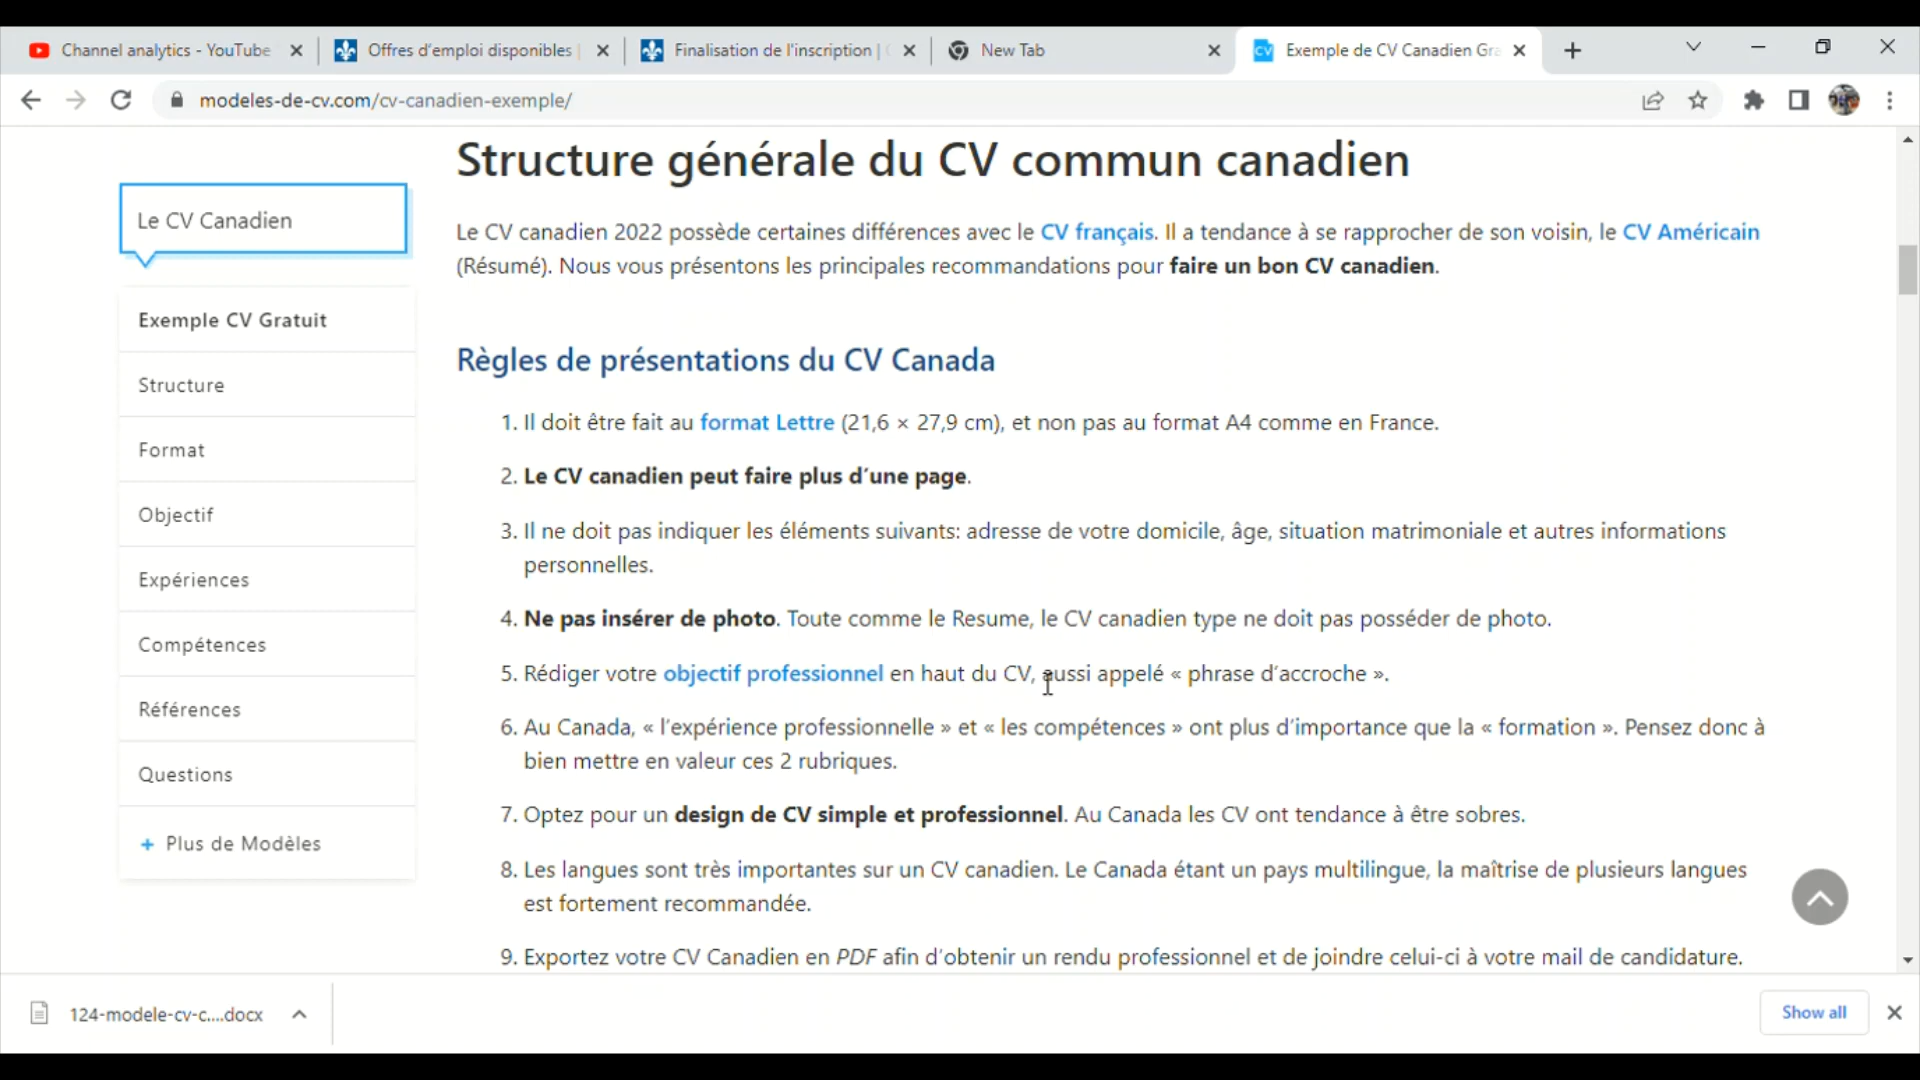 Channel analytics - YouTube
Offres d'emploi disponibles |
Finalisation de l'inscription |
New Tab
CV
Exemple de CV Canadien Gra
modeles-de-cv.com/cv-canadien-exemple/
Le CV Canadien
Exemple CV Gratuit
Structure
Format
Objectif
Expériences
Compétences
Références
Questions
+ Plus de Modèles
Structure générale du CV commun canadien
Le CV canadien 2022 possède certaines différences avec le CV français. Il a tendance à se rapprocher de son voisin, le CV Américain
(Résumé). Nous vous présentons les principales recommandations pour faire un bon CV canadien.
Règles de présentations du CV Canada
1. Il doit être fait au format Lettre (21,6 × 27,9 cm), et non pas au format A4 comme en France.
2. Le CV canadien peut faire plus d'une page.
3. Il ne doit pas indiquer les éléments suivants: adresse de votre domicile, âge, situation matrimoniale et autres informations
personnelles.
4. Ne pas insérer de photo. Toute comme le Resume, le CV canadien type ne doit pas posséder de photo.
5. Rédiger votre objectif professionnel en haut du CV, aussi appelé « phrase d'accroche ».
6. Au Canada, « l'expérience professionnelle » et « les compétences » ont plus d'importance que la « formation ». Pensez donc à
bien mettre en valeur ces 2 rubriques.
7. Optez pour un design de CV simple et professionnel. Au Canada les CV ont tendance à être sobres.
8. Les langues sont très importantes sur un CV canadien. Le Canada étant un pays multilingue, la maîtrise de plusieurs langues
est fortement recommandée.
9. Exportez votre CV Canadien en PDF afin d'obtenir un rendu professionnel et de joindre celui-ci à votre mail de candidature.
124-modele-cv-c....docx
Show all